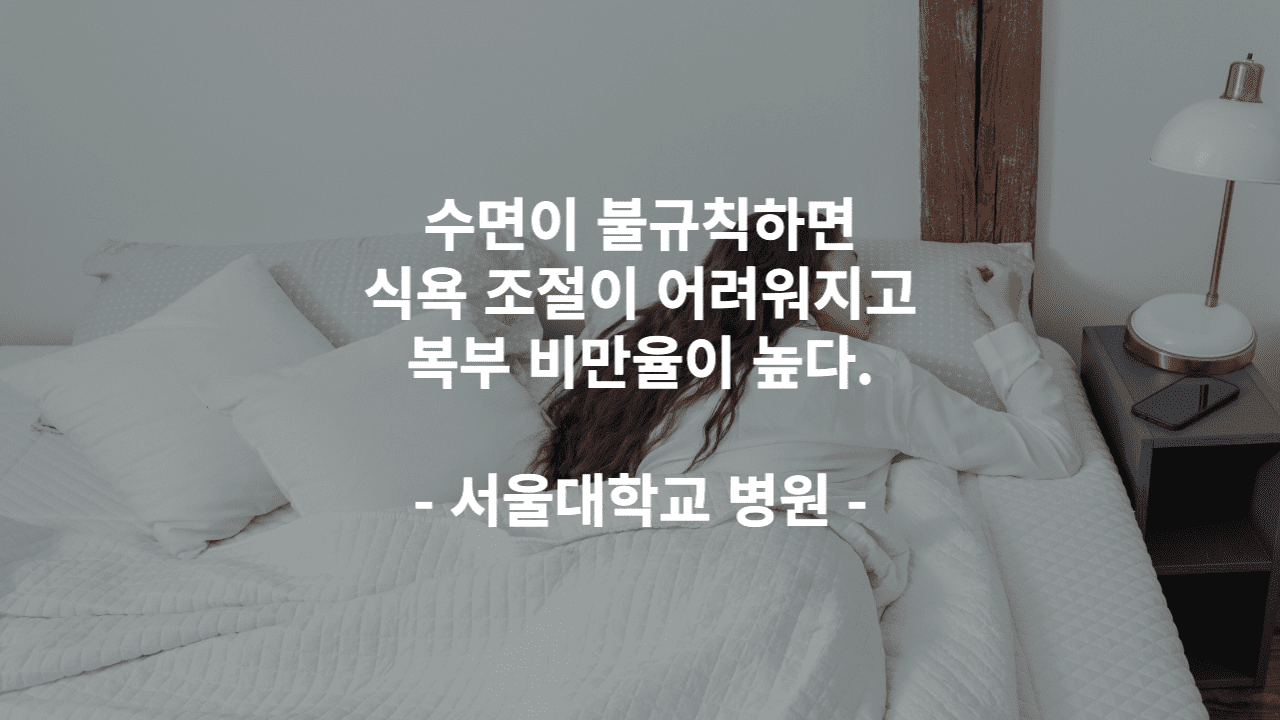 수면이 불규칙하면
식욕 조절이 어려워지고
복부 비만율이 높다.
- 서울대학교 병원 -